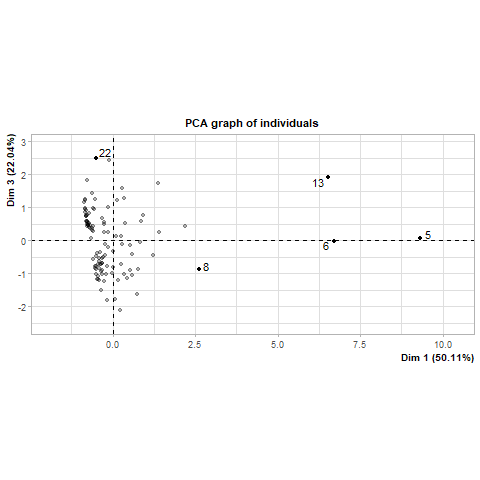 PCA graph of individuals
Dim 3 (22.04%)
3
2
1
0
-1
-2
22
13
5
6
8
0.0 2.5 5.0 7.5 10.0
Dim 1 (50.11%)